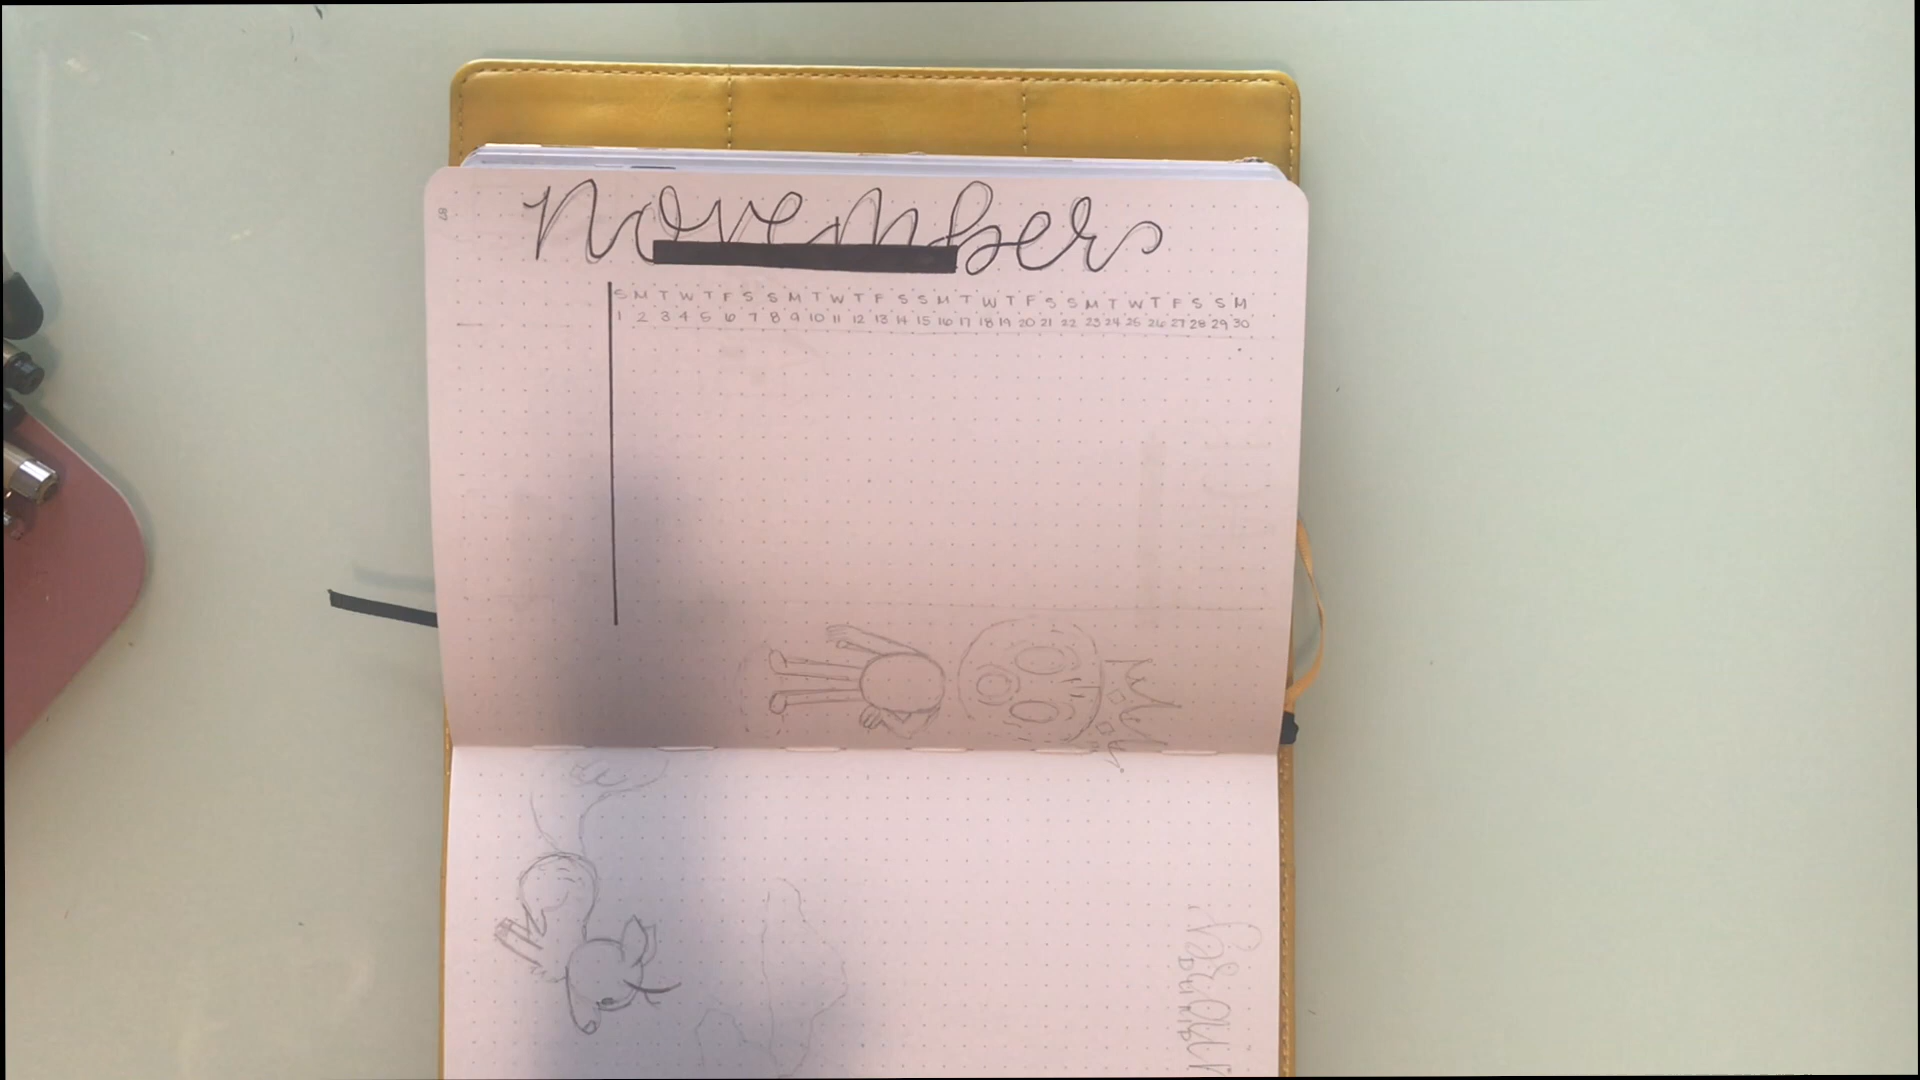 november
S M T W T F S S M T W T F S S M T W T F S S M T W T F S S M
1 2 3 4 5 6 7 8 9 10 11 12 13 14 15 16 17 18 19 20 21 22 23 24 25 26 27 28 29 30